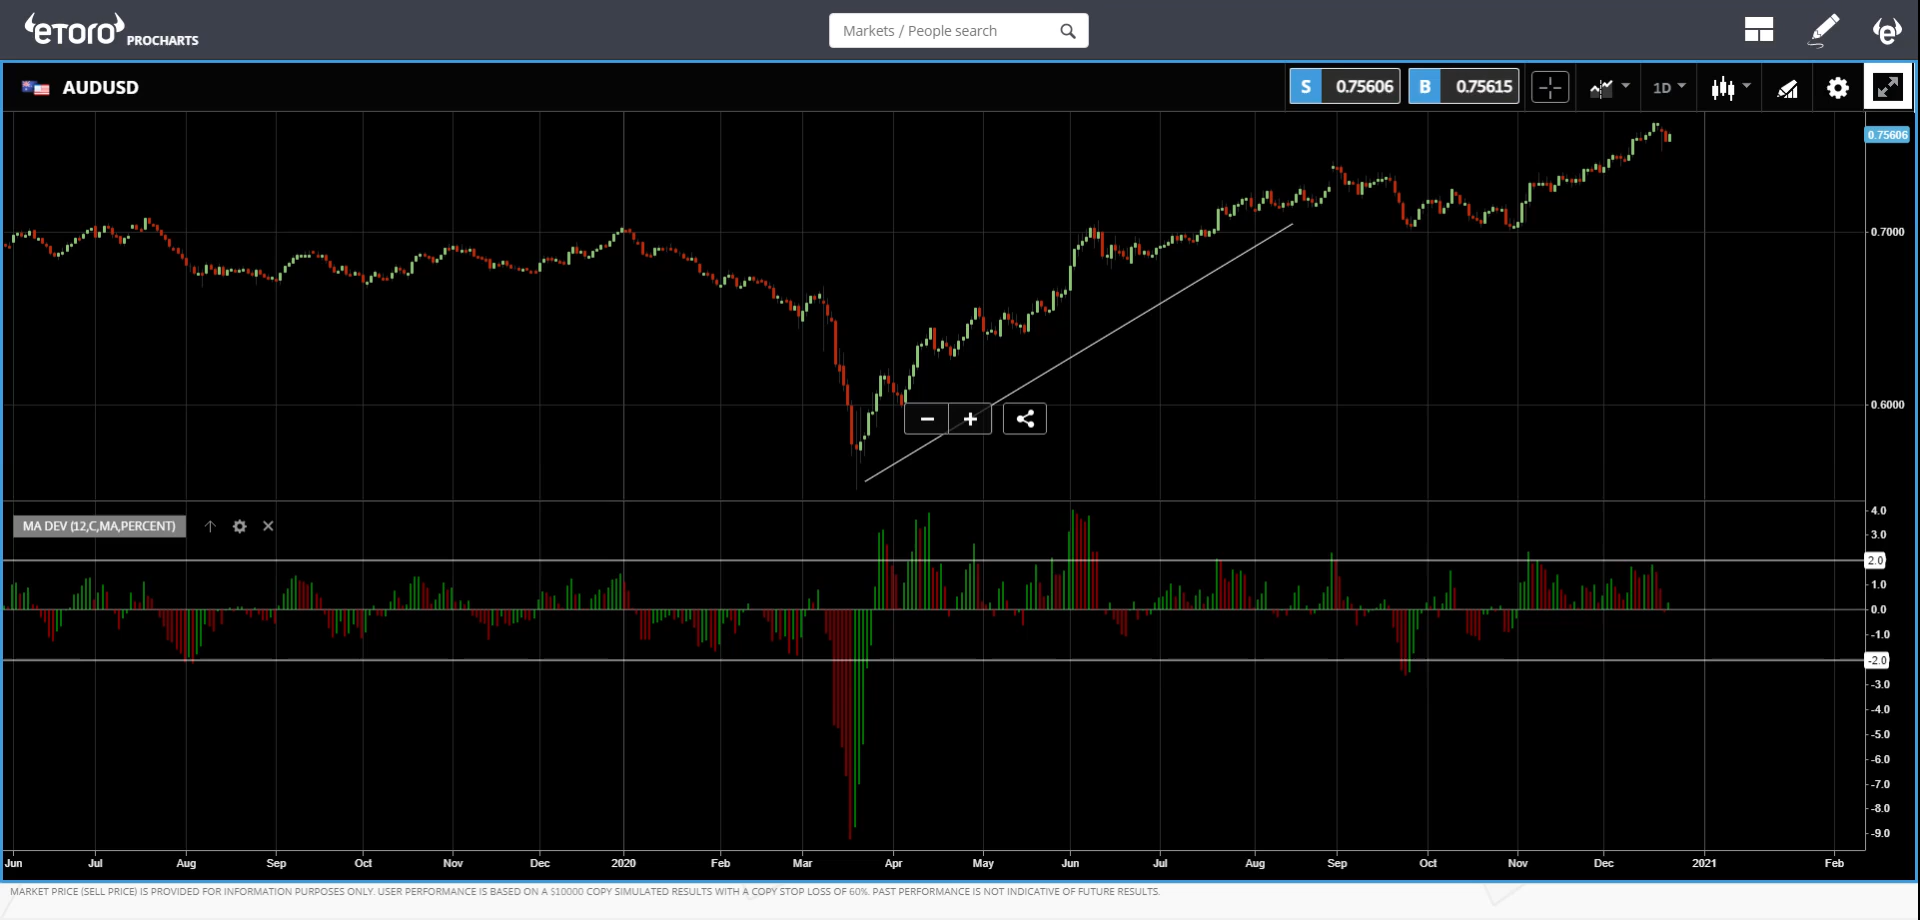 eTORO PROCHARTS
Markets / People search
AUDUSD
S 0.75606 B 0.75615 1D
0.75606
0.7000
0.6000
MA DEV (12,C,MA,PERCENT)
4.0
3.0
2.0
1.0
0.0
-1.0
-2.0
-3.0
-4.0
-5.0
-6.0
-7.0
-8.0
-9.0
Jun Jul Aug Sep Oct Nov Dec 2020 Feb Mar Apr May Jun Jul Aug Sep Oct Nov Dec 2021 Feb
MARKET PRICE (SELL PRICE) IS PROVIDED FOR INFORMATION PURPOSES ONLY. USER PERFORMANCE IS BASED ON A $10000 COPY SIMULATED RESULTS WITH A COPY STOP LOSS OF 60%. PAST PERFORMANCE IS NOT INDICATIVE OF FUTURE RESULTS.